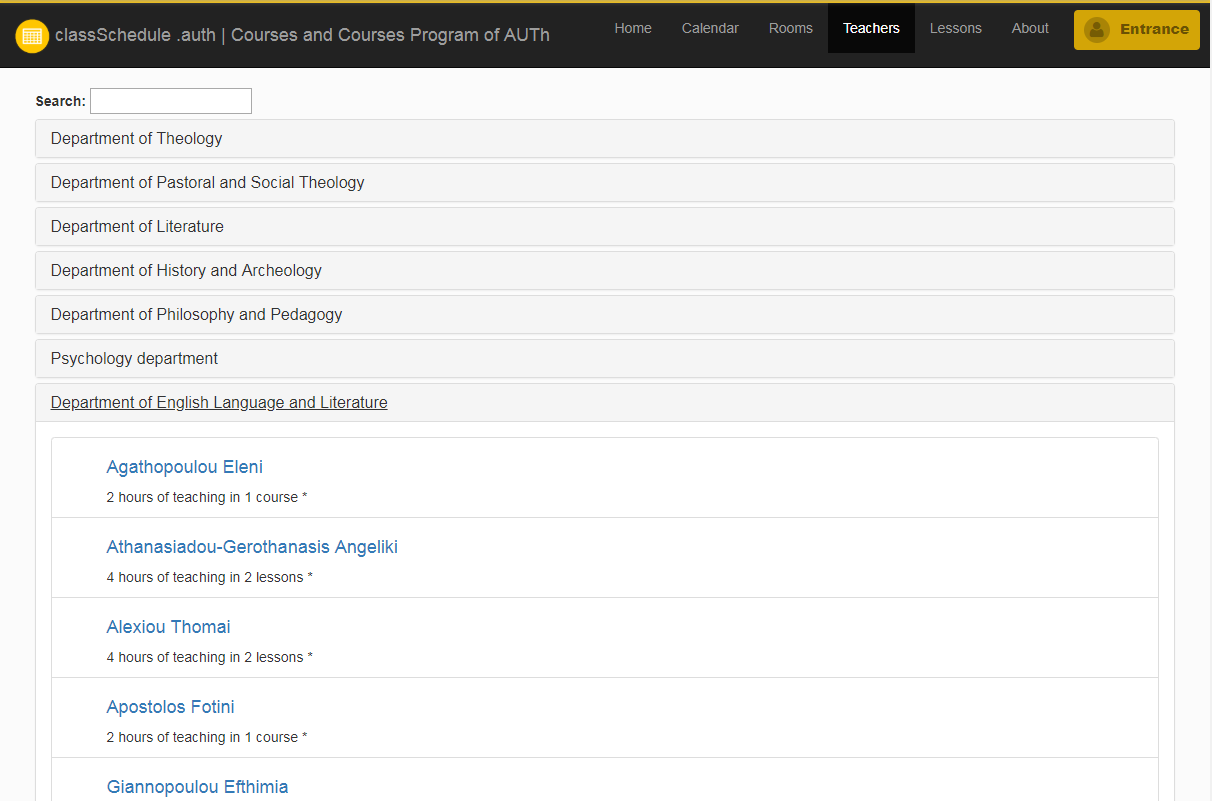 classSchedule .auth | Courses and Courses Program of AUTh
Home Calendar Rooms Teachers Lessons About Entrance
Search:
Department of Theology
Department of Pastoral and Social Theology
Department of Literature
Department of History and Archeology
Department of Philosophy and Pedagogy
Psychology department
Department of English Language and Literature
Agathopoulou Eleni
2 hours of teaching in 1 course *
Athanasiadou-Gerothanasis Angeliki
4 hours of teaching in 2 lessons *
Alexiou Thomai
4 hours of teaching in 2 lessons *
Apostolos Fotini
2 hours of teaching in 1 course *
Giannopoulou Efthimia